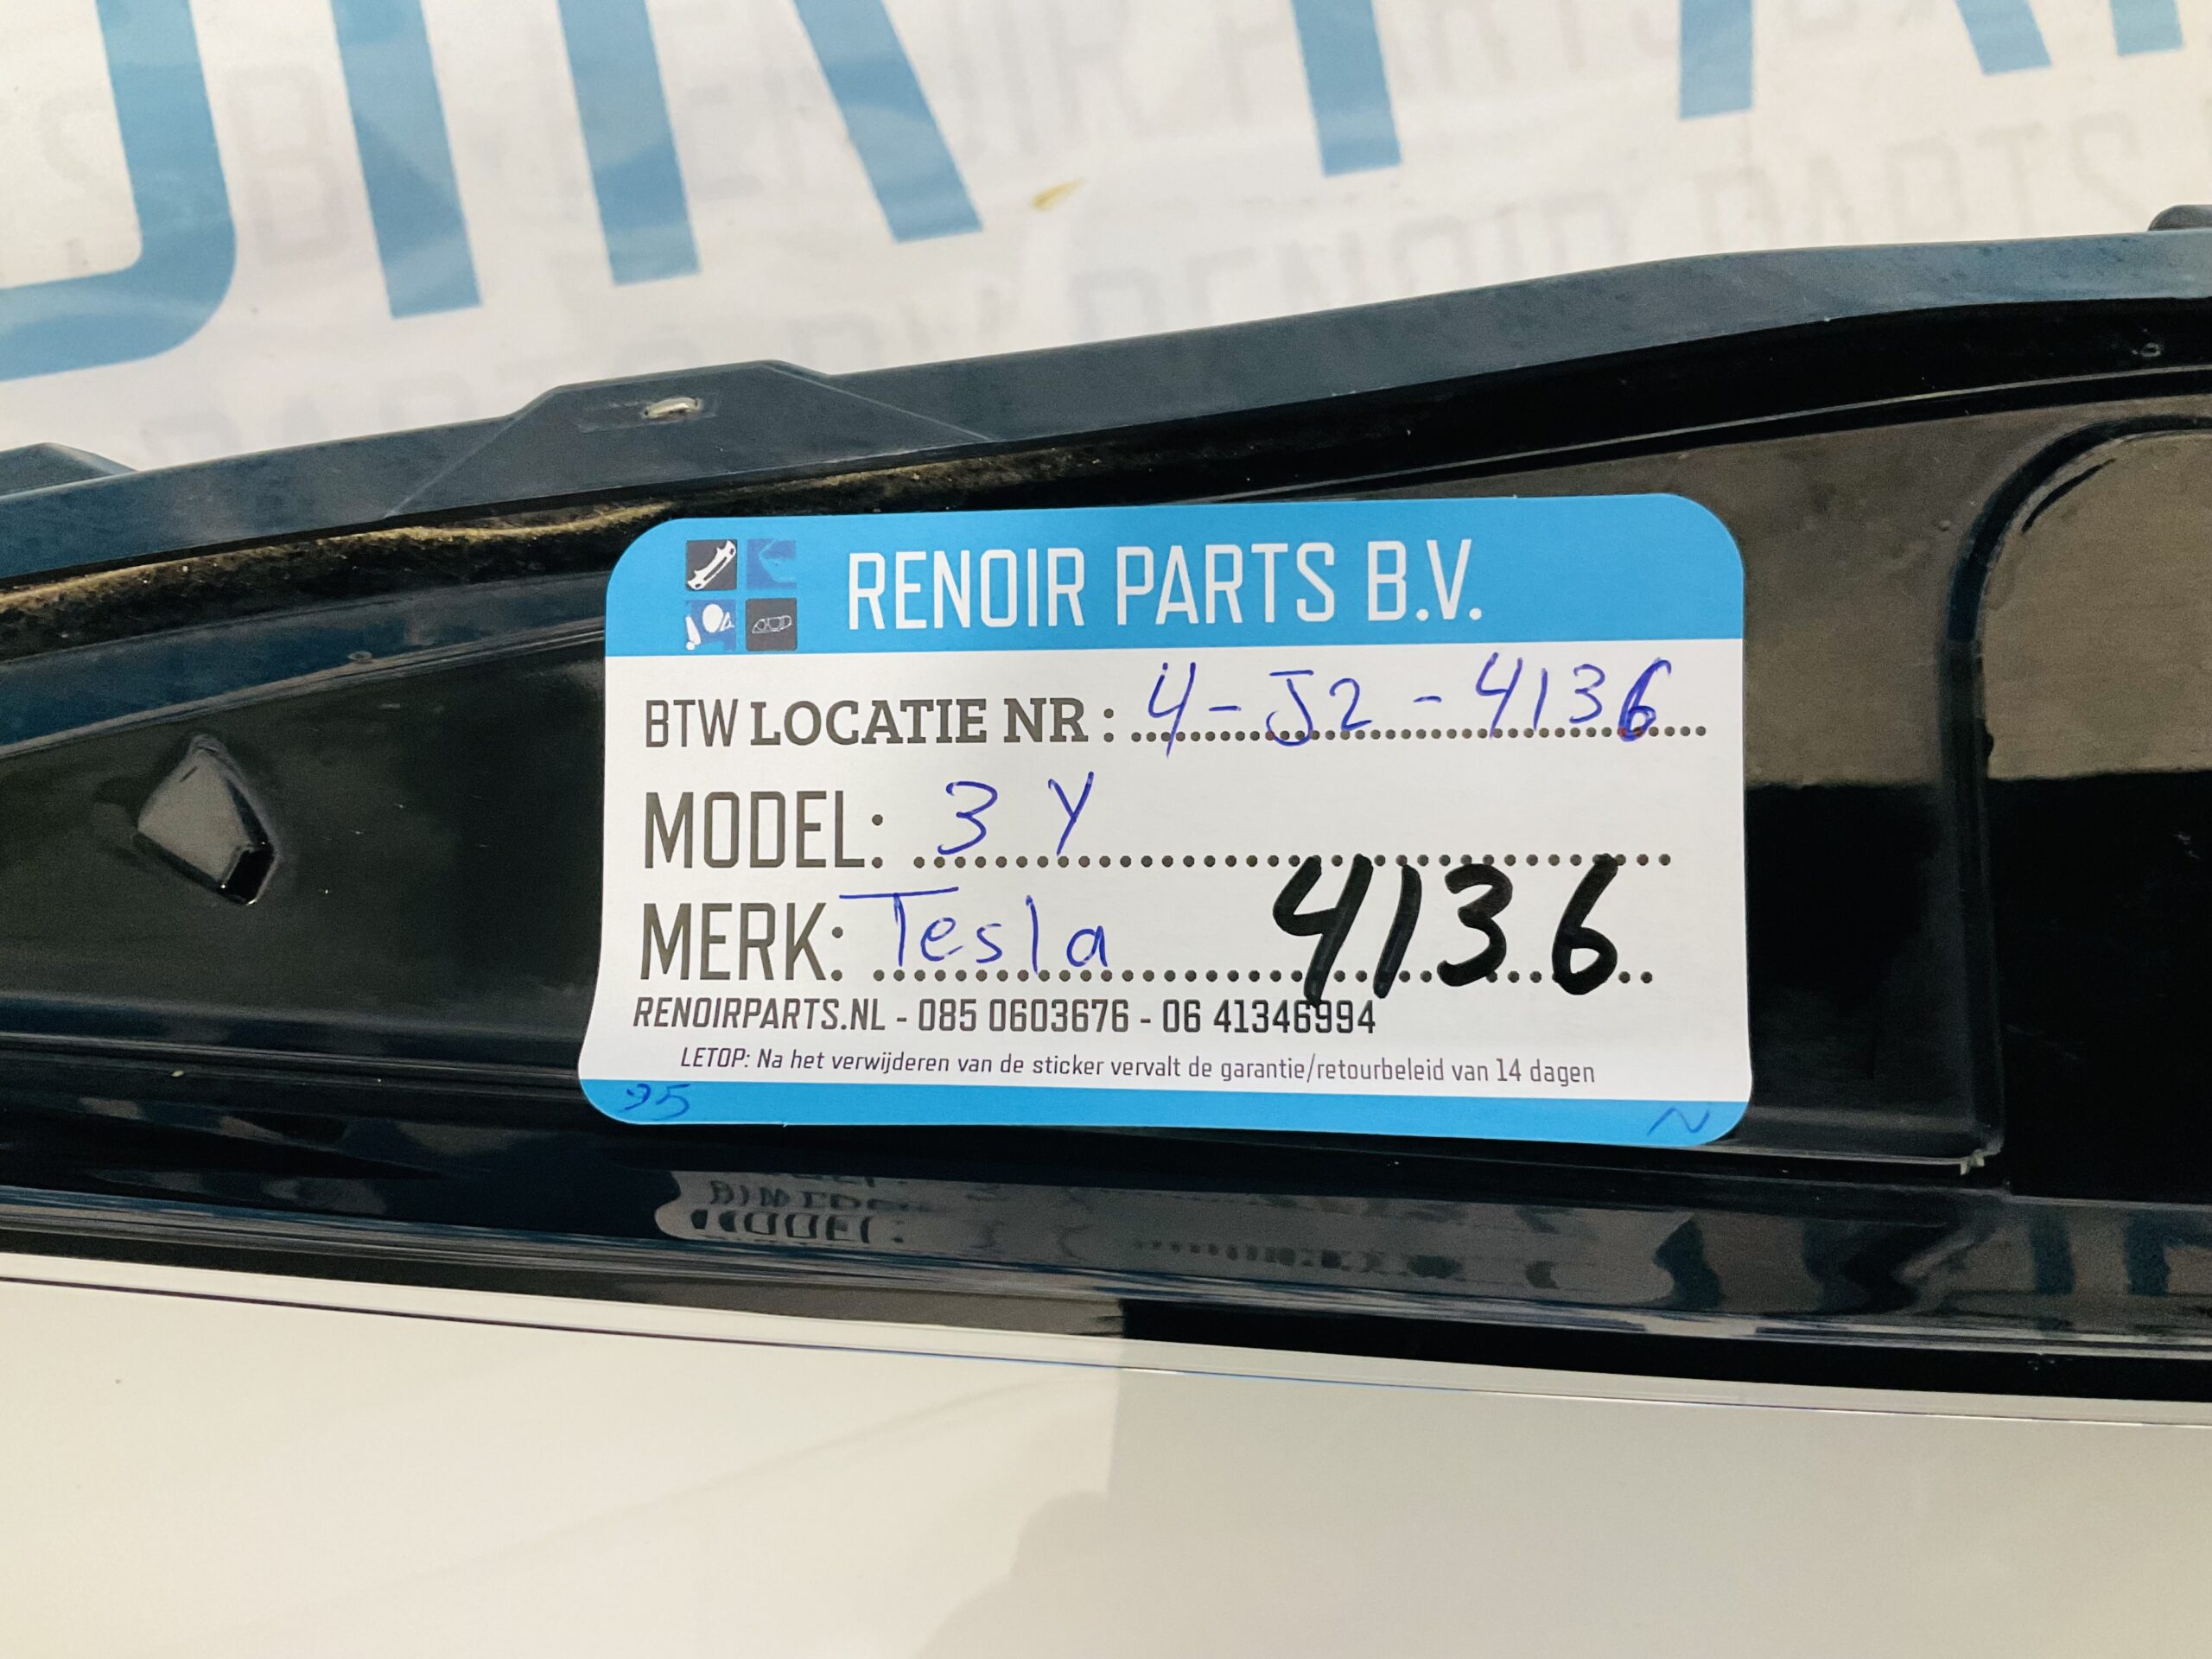 RENOIR PARTS B.V.
BTW LOCATIE NR : 4-J2-4136
MODEL: 3 Y
MERK: Tesla 4136
RENOIRPARTS.NL - 085 0603676 - 06 41346994
LETOP: Na het verwijderen van de sticker vervalt de garantie/retourbeleid van 14 dagen
95 N